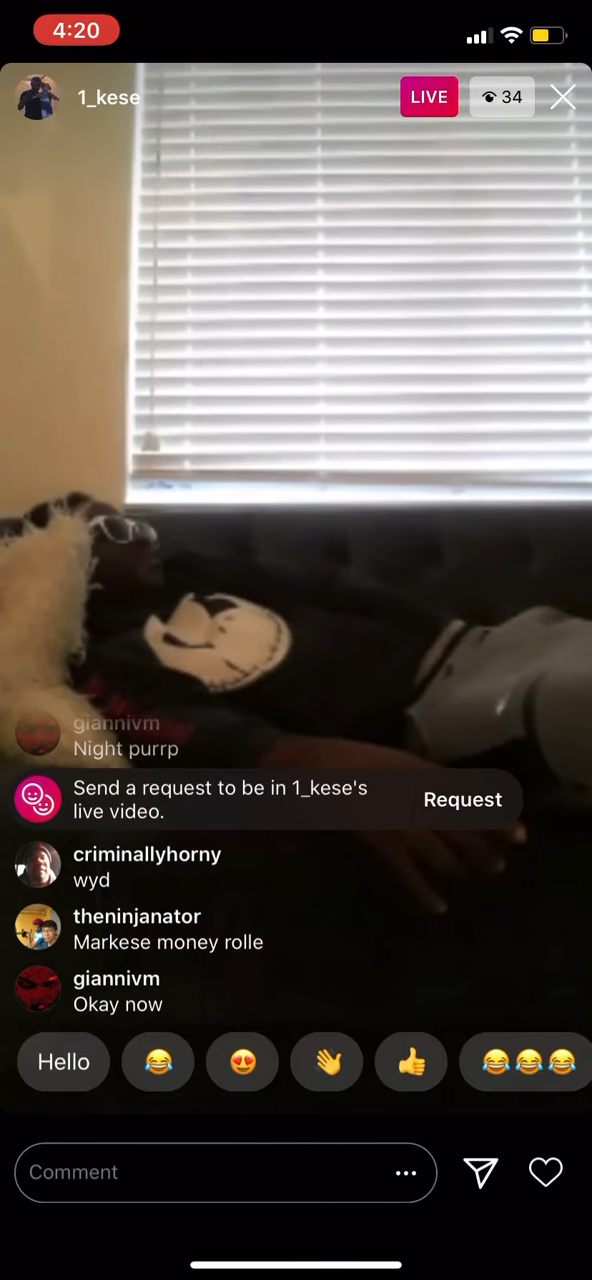 4:20
1_kese
LIVE
34
giannivm
Night purrp
Send a request to be in 1_kese's
live video.
Request
criminallyhorny
wyd
theninjanator
Markese money rolle
giannivm
Okay now
Hello
Comment